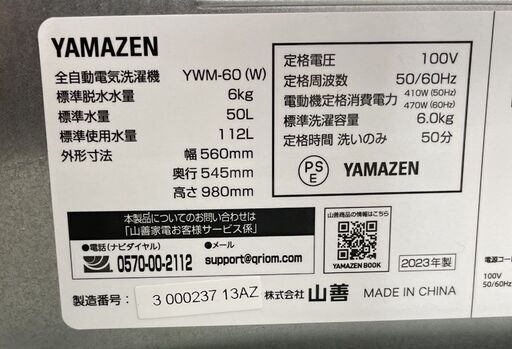 YAMAZEN
全自動電気洗濯機 YWM-60 (W)
標準脱水水量 6kg
標準水量 50L
標準使用水量 112L
外形寸法 幅 560mm
奥行 545mm
高さ 980mm
定格電圧 100V
定格周波数 50/60Hz
電動機定格消費電力 410W (50Hz)
470W (60Hz)
標準洗濯容量 6.0kg
定格時間 洗いのみ 50分
PS
E
YAMAZEN
本製品についてのお問い合わせは
「山善家電お客様サービス係」
●電話（ナビダイヤル）
0570-00-2112
●メール
support@qriom.com
山善商品の情報はこちら
YAMAZEN BOOK
2023年製
製造番号: 3 000237 13AZ
株式会社 山善 MADE IN CHINA
電源コー
100V
50/60Hz